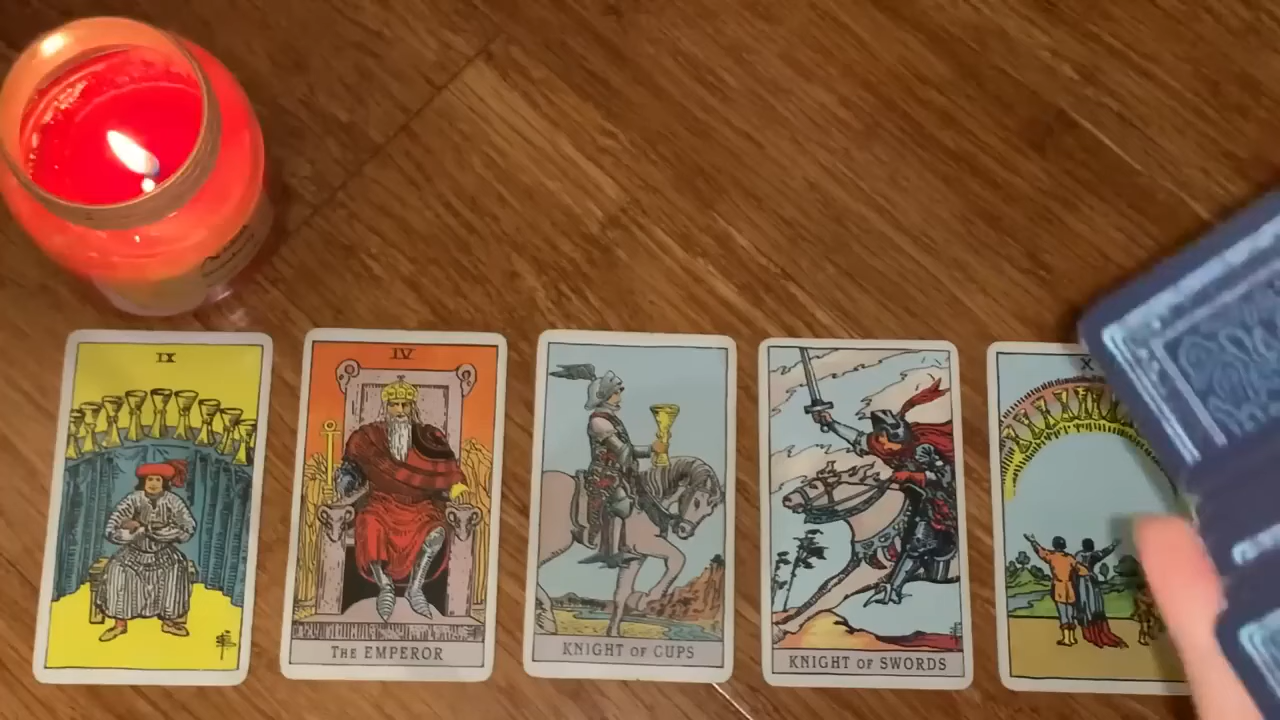 IX
IV
THE EMPEROR
KNIGHT OF CUPS
KNIGHT OF SWORDS
X